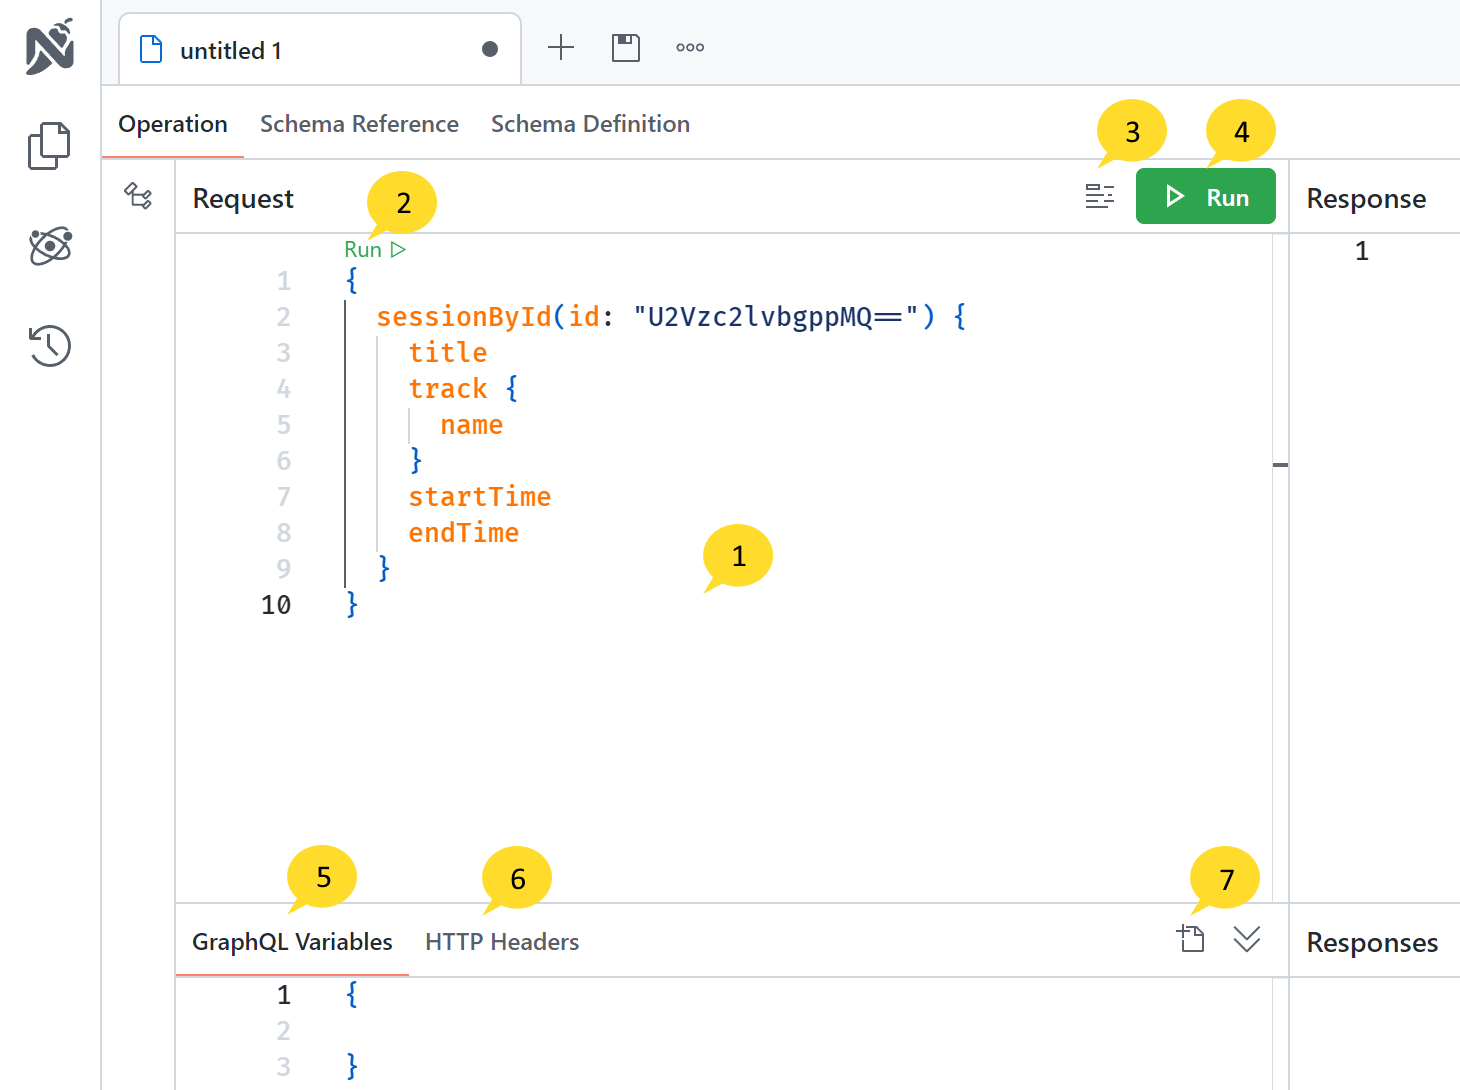 untitled 1
Operation
Schema Reference
Schema Definition
3
4
Request
2
Run
Response
Run
1
1 {
2 sessionById(id: "U2Vzc2lvbgppMQ==") {
3 title
4 track {
5 name
6 }
7 startTime
8 endTime
1
9 }
10 }
5
6
7
GraphQL Variables
HTTP Headers
Responses
1 {
2
3 }